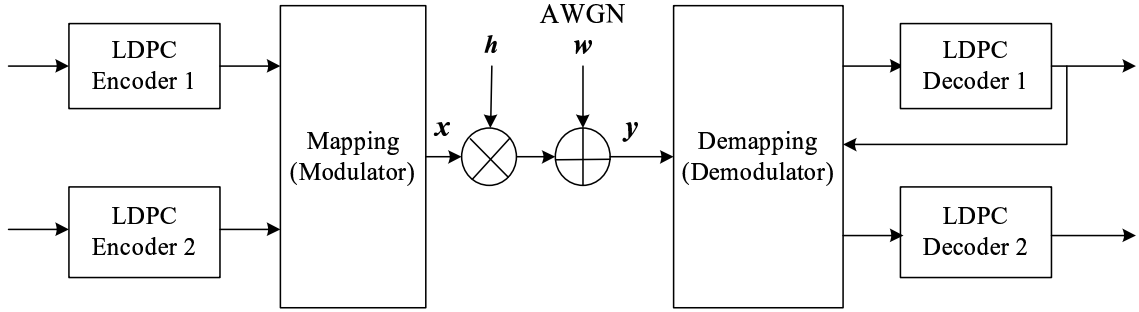 LDPC
Encoder 1
LDPC
Encoder 2
Mapping
(Modulator)
x
h
AWGN
w
y
Demapping
(Demodulator)
LDPC
Decoder 1
LDPC
Decoder 2